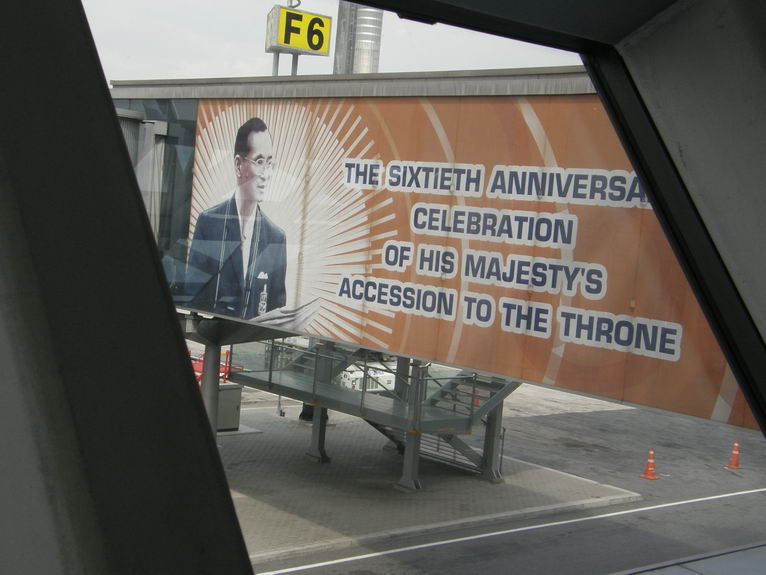 F6
THE SIXTIETH ANNIVERSA
CELEBRATION
OF HIS MAJESTY'S
ACCESSION TO THE THRONE